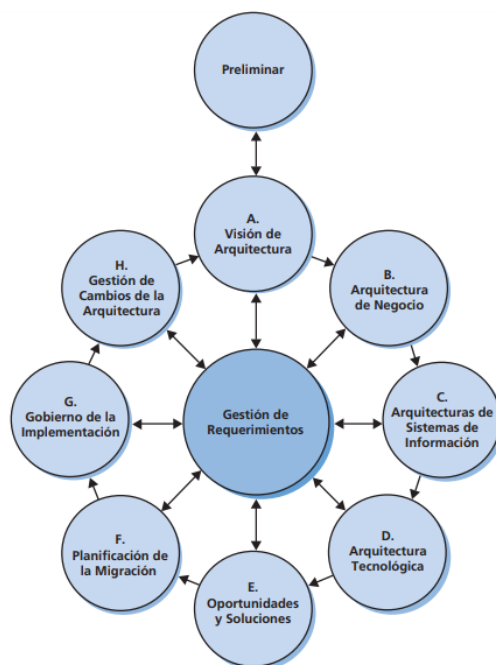 Preliminar
A.
Visión de
Arquitectura
B.
Arquitectura
de Negocio
C.
Arquitecturas de
Sistemas de
Información
D.
Arquitectura
Tecnológica
E.
Oportunidades
y Soluciones
F.
Planificación de
la Migración
G.
Gobierno de la
Implementación
H.
Gestión de
Cambios de la
Arquitectura
Gestión de
Requerimientos